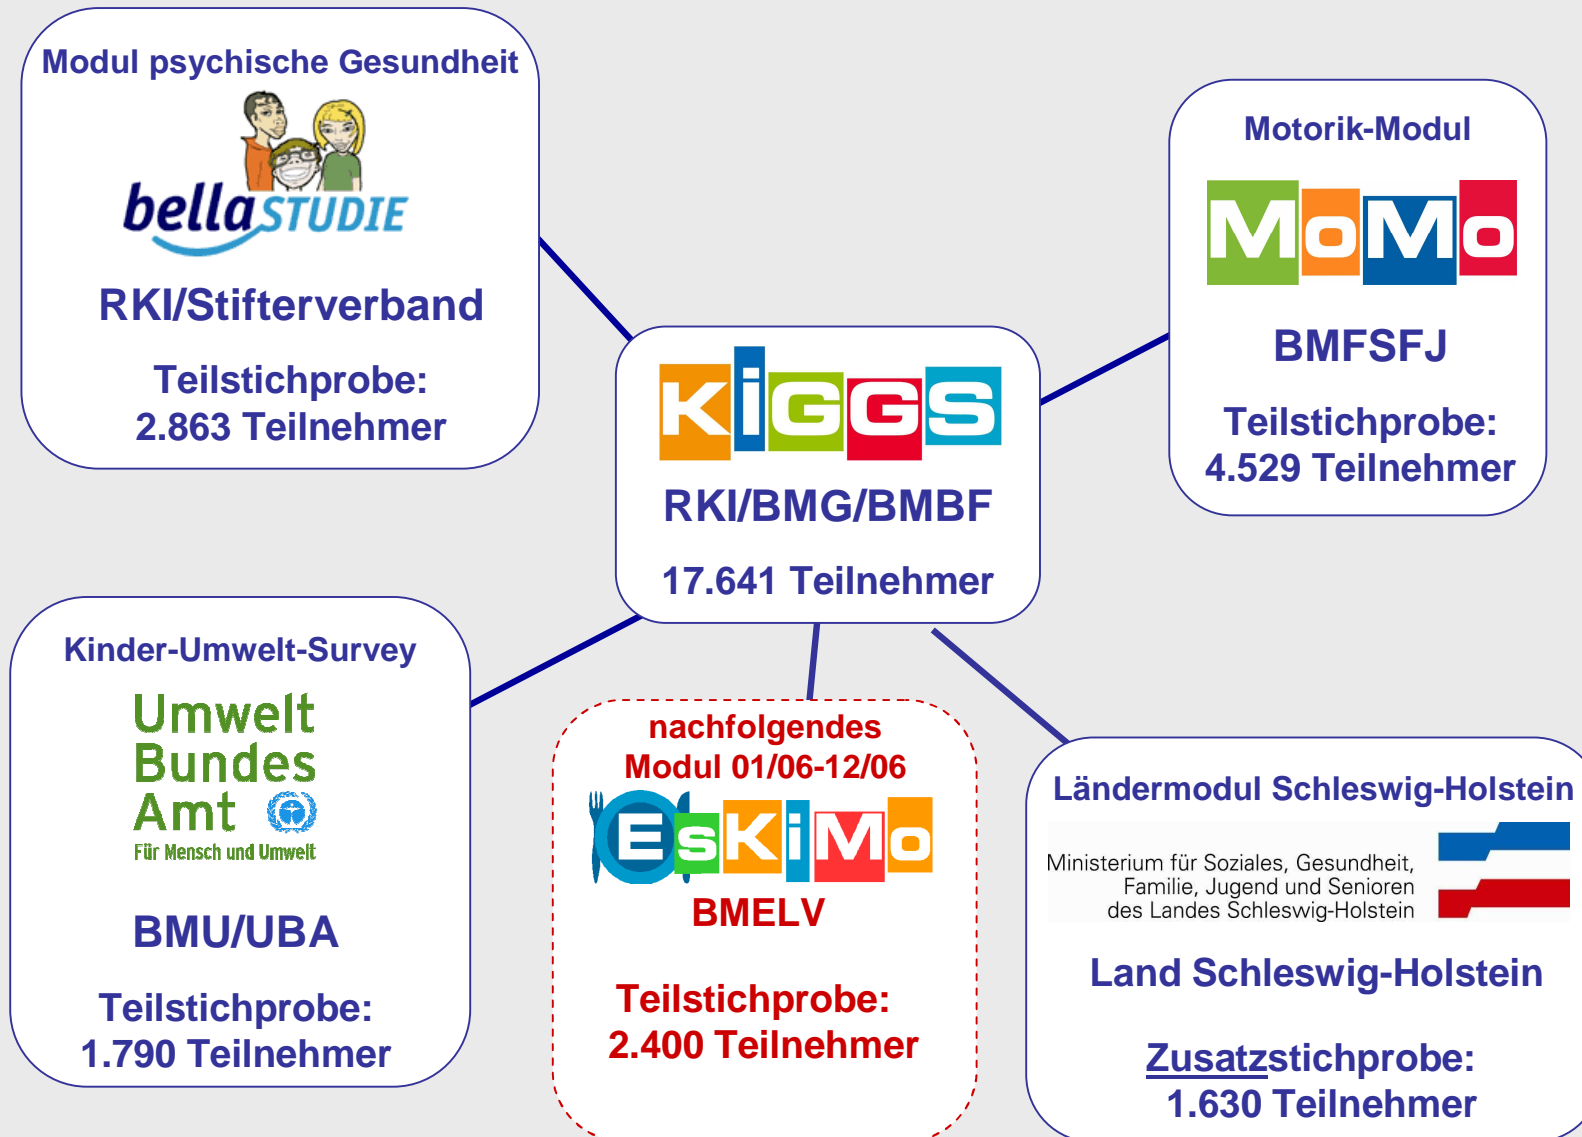 Modul psychische Gesundheit
bella STUDIE
RKI/Stifterverband
Teilstichprobe:
2.863 Teilnehmer
Motorik-Modul
MoMo
BMFSFJ
Teilstichprobe:
4.529 Teilnehmer
KiGGS
RKI/BMG/BMBF
17.641 Teilnehmer
Kinder-Umwelt-Survey
Umwelt
Bundes
Amt
Für Mensch und Umwelt
BMU/UBA
Teilstichprobe:
1.790 Teilnehmer
nachfolgendes
Modul 01/06-12/06
EsKiMo
BMELV
Teilstichprobe:
2.400 Teilnehmer
Ländermodul Schleswig-Holstein
Ministerium für Soziales, Gesundheit,
Familie, Jugend und Senioren
des Landes Schleswig-Holstein
Land Schleswig-Holstein
Zusatzstichprobe:
1.630 Teilnehmer